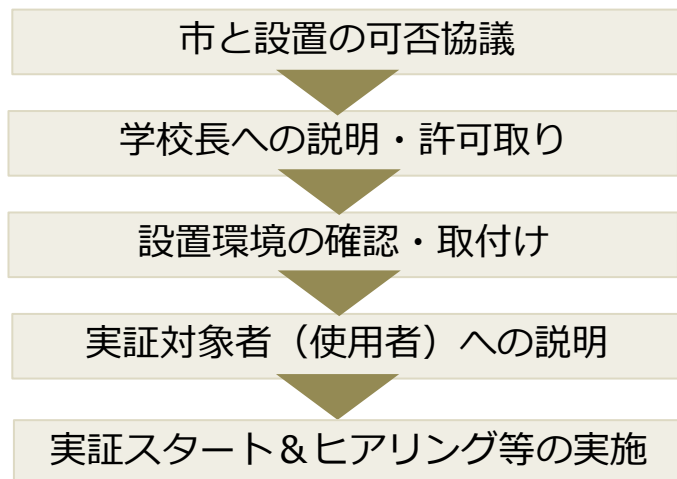 市と設置の可否協議
学校長への説明・許可取り
設置環境の確認・取付け
実証対象者（使用者）への説明
実証スタート＆ヒアリング等の実施